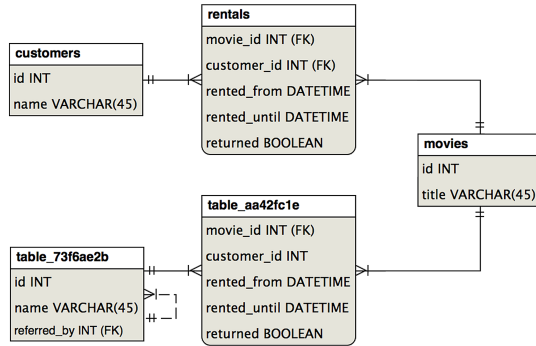 rentals
movie_id INT (FK)
customer_id INT (FK)
rented_from DATETIME
rented_until DATETIME
returned BOOLEAN
customers
id INT
name VARCHAR(45)
movies
id INT
title VARCHAR(45)
table_aa42fc1e
movie_id INT (FK)
customer_id INT
rented_from DATETIME
rented_until DATETIME
returned BOOLEAN
table_73f6ae2b
id INT
name VARCHAR(45)
referred_by INT (FK)